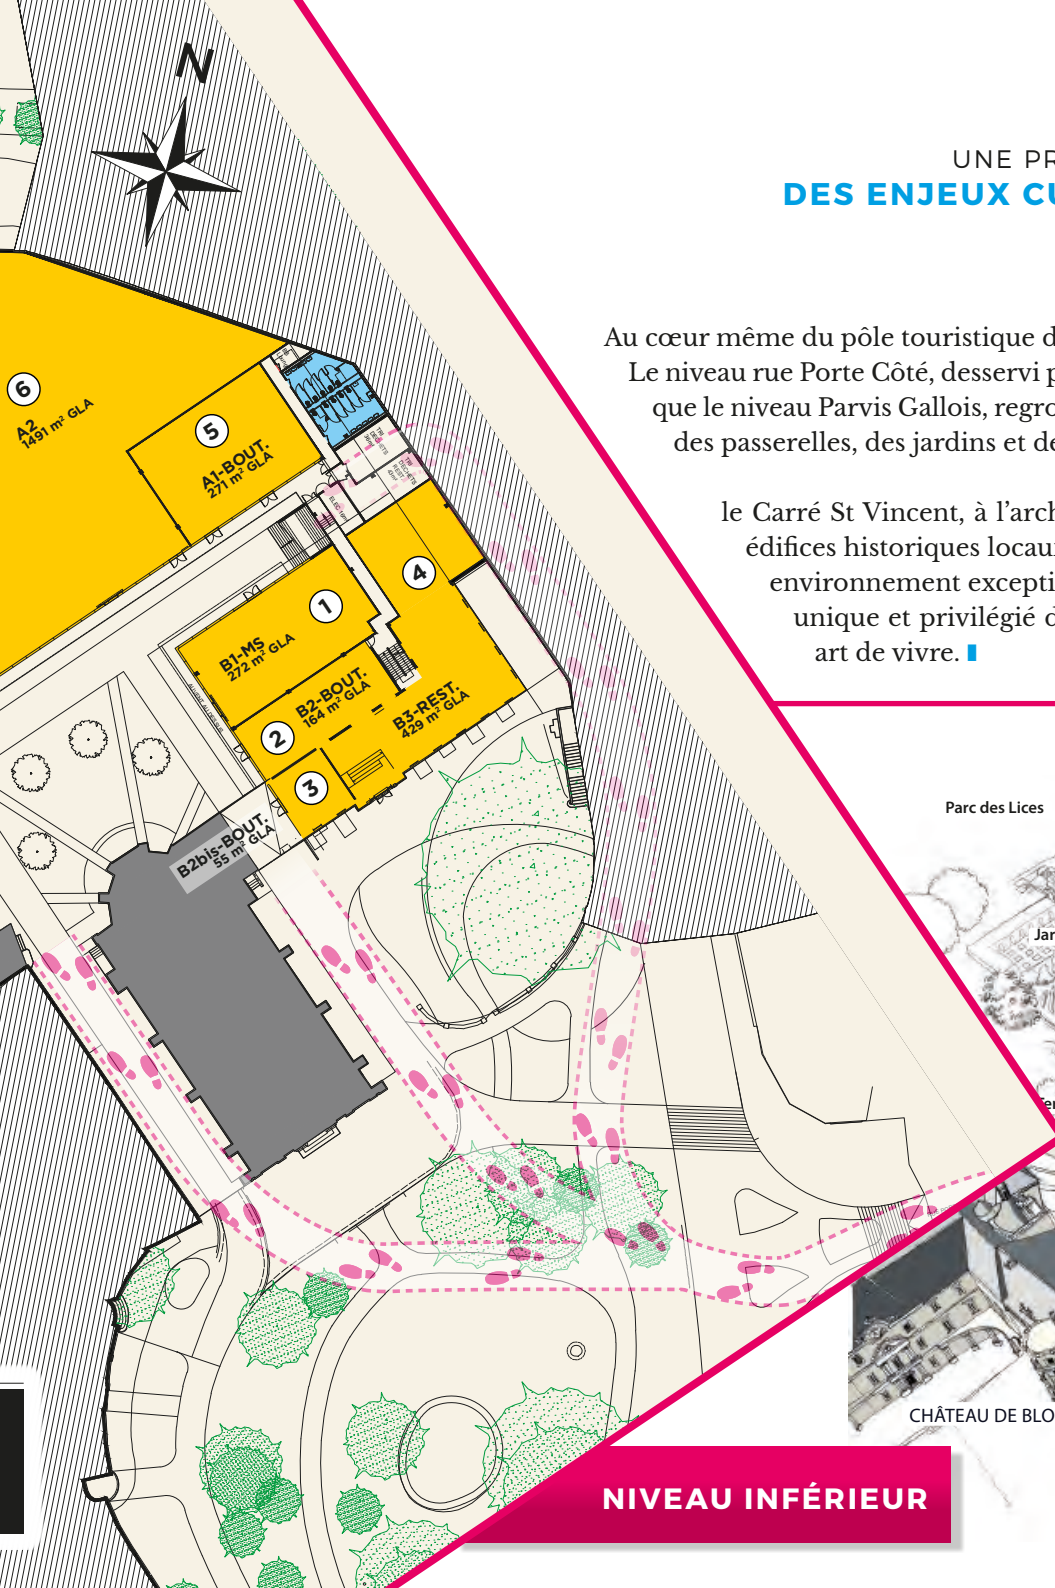 N
UNE PR
DES ENJEUX CU
Au cœur même du pôle touristique d
Le niveau rue Porte Côté, desservi p
que le niveau Parvis Gallois, regro
des passerelles, des jardins et de
le Carré St Vincent, à l’arch
édifices historiques locau
environnement excepti
unique et privilégié d
art de vivre.
6
A2
1491 m² GLA
5
A1-BOUT.
271 m² GLA
4
1
B1-MS
272 m² GLA
B2-BOUT.
164 m² GLA
2
B3-REST.
429 m² GLA
3
B2bis-BOUT.
55 m² GLA
Parc des Lices
Jar
CHÂTEAU DE BLO
NIVEAU INFÉRIEUR